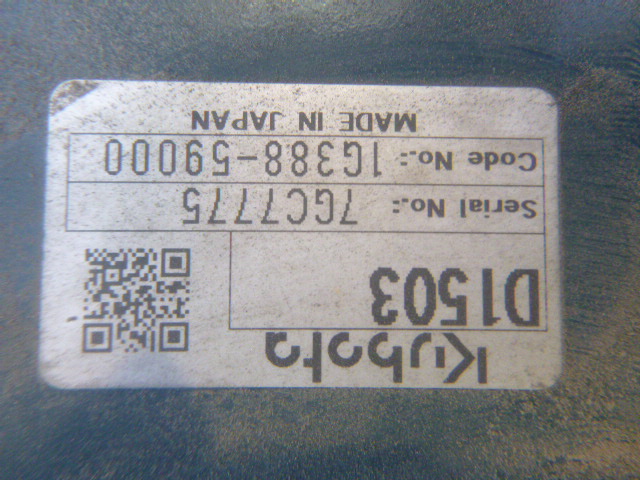 Kubota
D1503
Serial No.: 7GC7775
Code No.: 1G388-59000
MADE IN JAPAN